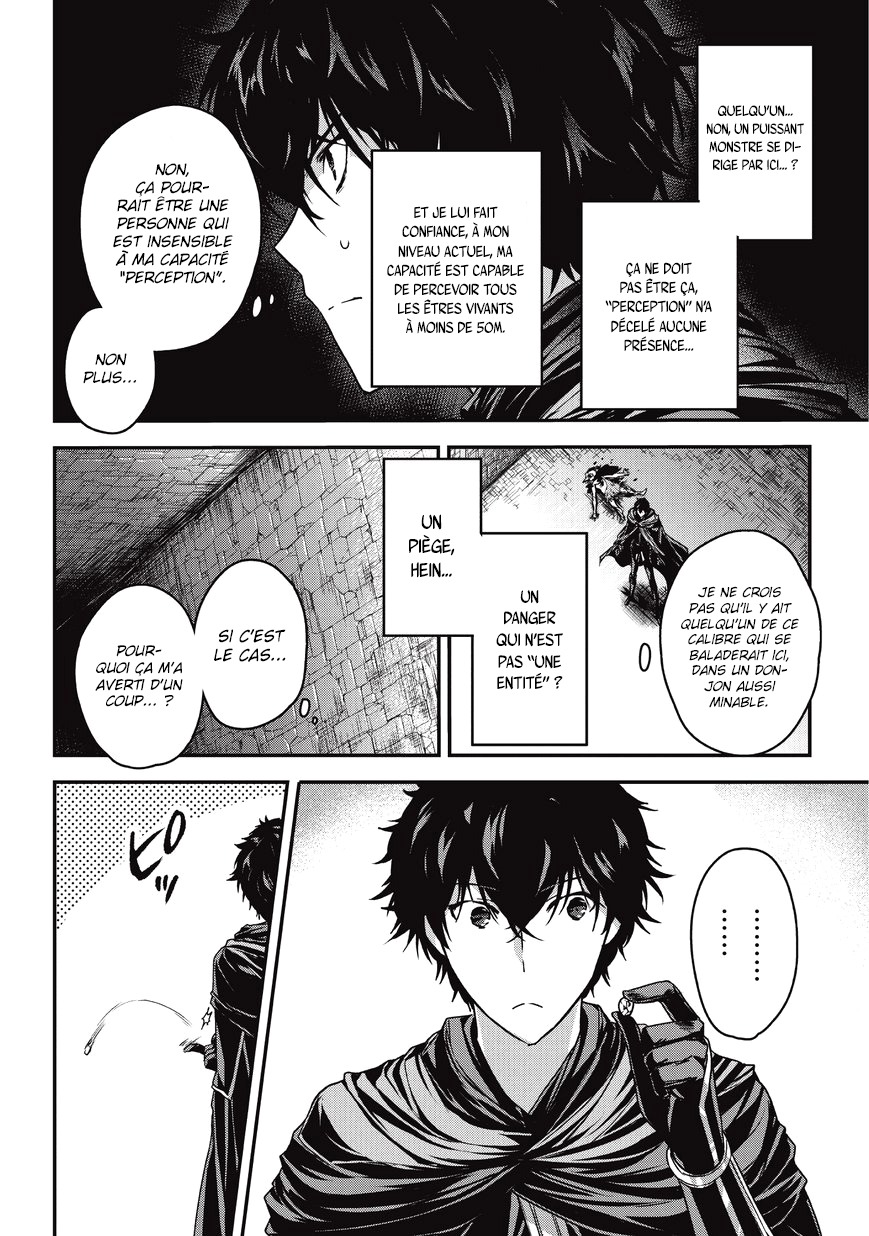 QUELQU'UN...
NON, UN PUISSANT
MONSTRE SE DI-
RIGE PAR ICI... ?
ÇA NE DOIT
PAS ÊTRE ÇA,
"PERCEPTION" N'A
DÉCELÉ AUCUNE
PRÉSENCE...
ET JE LUI FAIT
CONFIANCE, À MON
NIVEAU ACTUEL, MA
CAPACITÉ EST CAPABLE
DE PERCEVOIR TOUS
LES ÊTRES VIVANTS
À MOINS DE 50M.
NON,
ÇA POUR-
RAIT ÊTRE UNE
PERSONNE QUI
EST INSENSIBLE
À MA CAPACITÉ
"PERCEPTION".
NON
PLUS...
JE NE CROIS
PAS QU'IL Y AIT
QUELQU'UN DE CE
CALIBRE QUI SE
BALADERAIT ICI,
DANS UN DON-
JON AUSSI
MINABLE.
UN
DANGER
QUI N'EST
PAS "UNE
ENTITÉ" ?
UN
PIÈGE,
HEIN...
SI C'EST
LE CAS...
POUR-
QUOI ÇA M'A
AVERTI D'UN
COUP... ?
……
……
ピッ